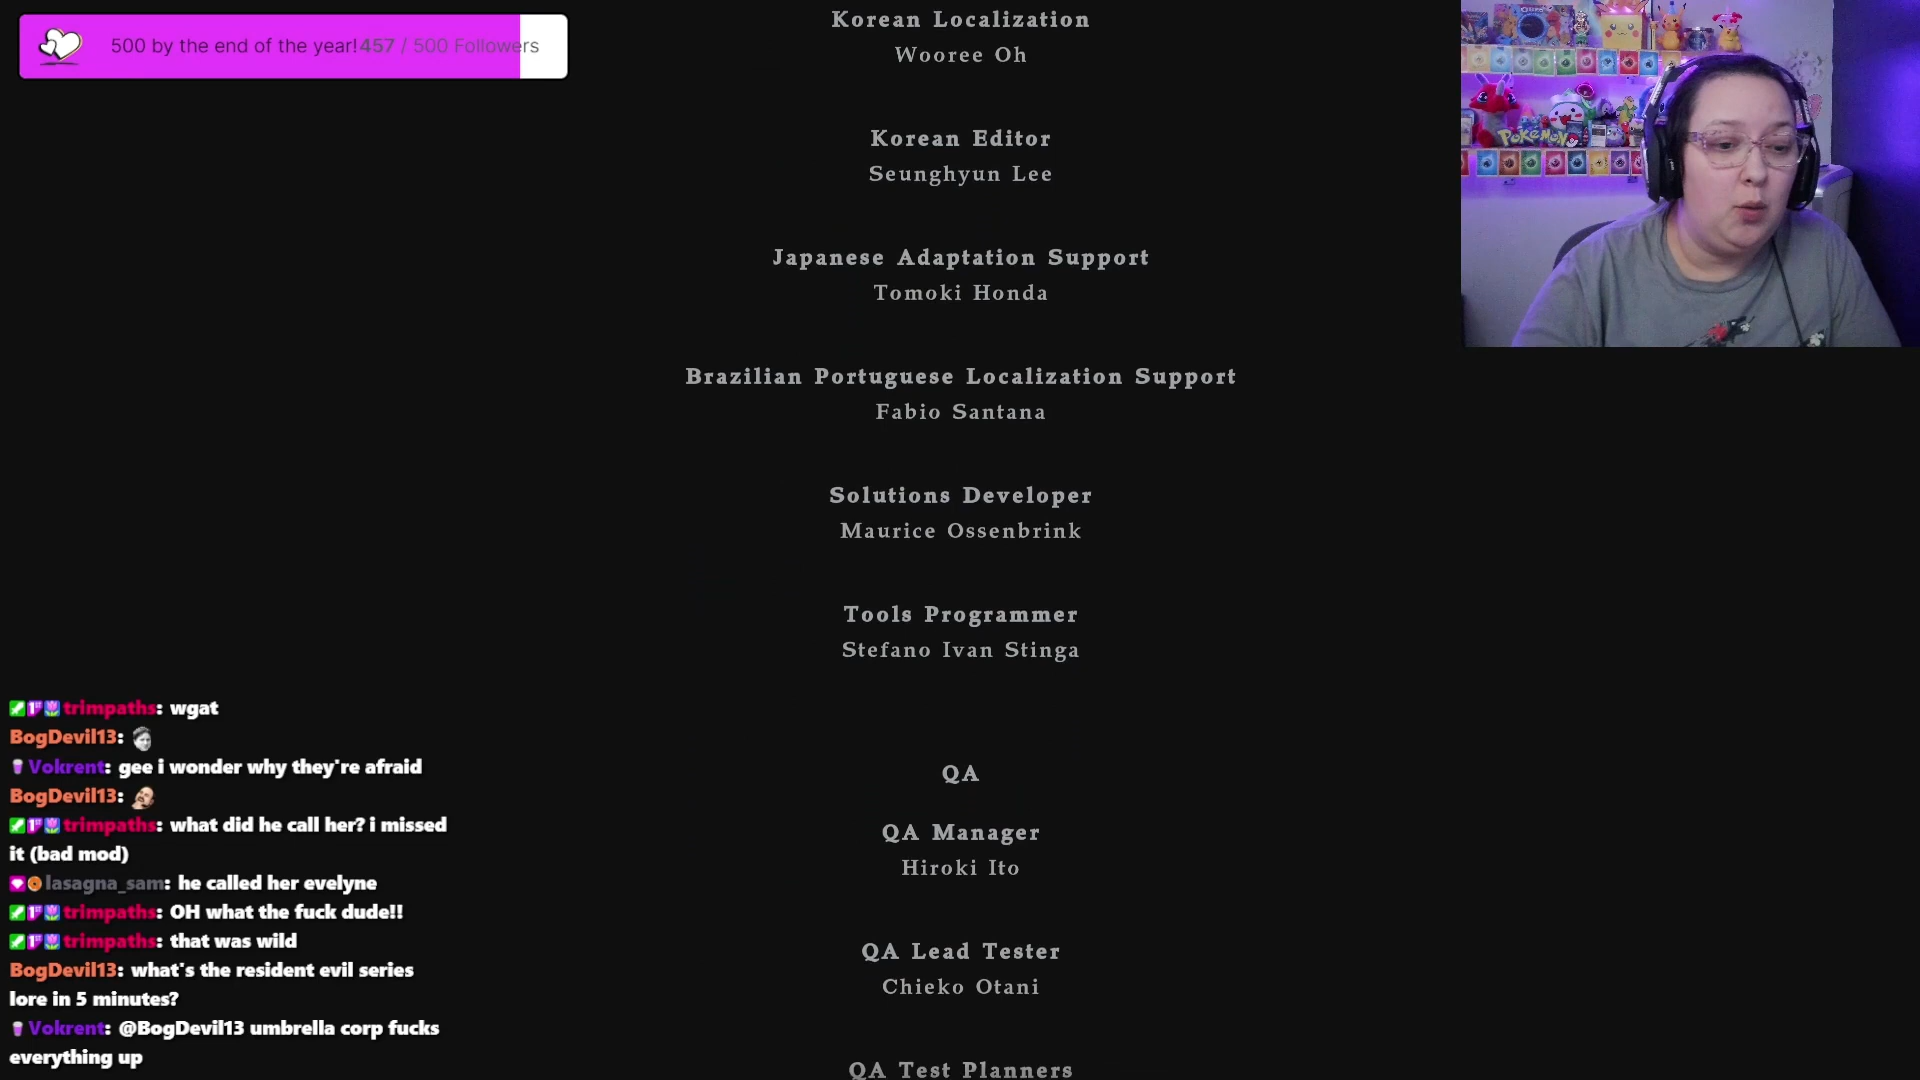 500 by the end of the year! 457 / 500 Followers
Korean Localization
Wooree Oh
Korean Editor
Seunghyun Lee
Japanese Adaptation Support
Tomoki Honda
Brazilian Portuguese Localization Support
Fabio Santana
Solutions Developer
Maurice Ossenbrink
Tools Programmer
Stefano Ivan Stinga
QA
QA Manager
Hiroki Ito
QA Lead Tester
Chieko Otani
QA Test Planners
POKéMON
trimpaths: wgat
BogDevil13:
Vokrent: gee i wonder why they're afraid
BogDevil13:
trimpaths: what did he call her? i missed
it (bad mod)
lasagna_sam: he called her evelyne
trimpaths: OH what the fuck dude!!
trimpaths: that was wild
BogDevil13: what's the resident evil series
lore in 5 minutes?
Vokrent: @BogDevil13 umbrella corp fucks
everything up